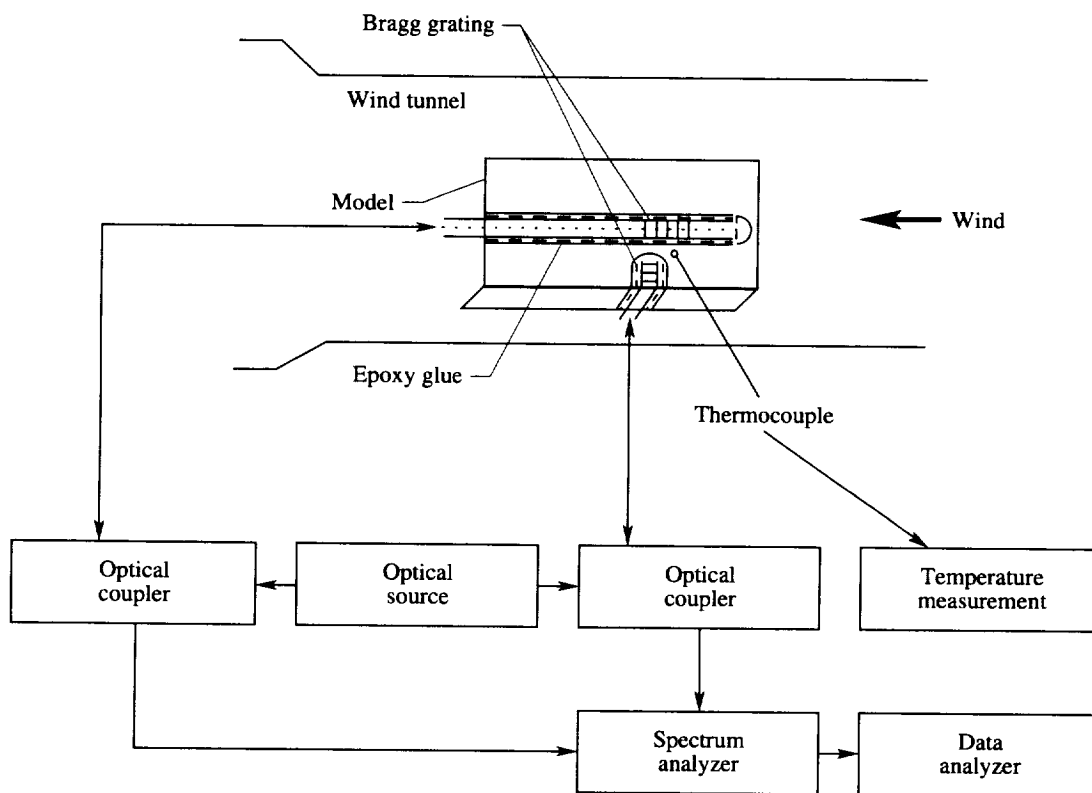 Bragg grating
Wind tunnel
Model
Wind
Epoxy glue
Thermocouple
Optical
coupler
Optical
source
Optical
coupler
Temperature
measurement
Spectrum
analyzer
Data
analyzer